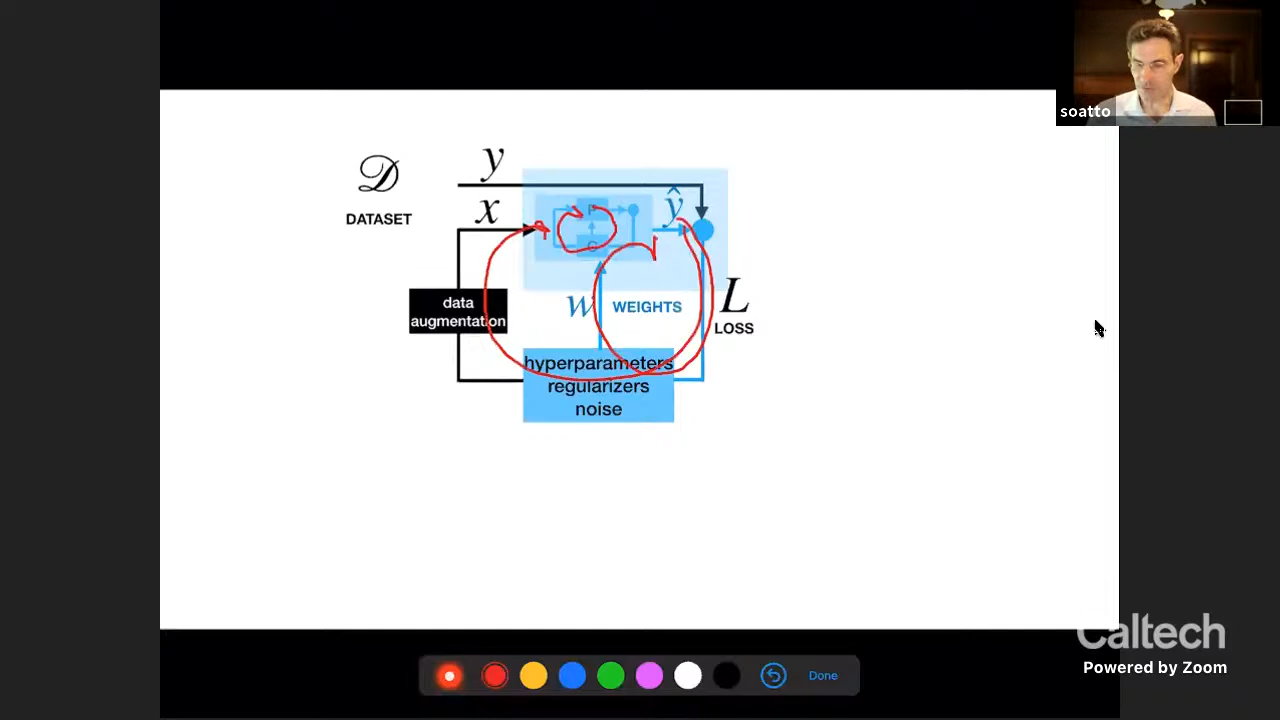 soatto
𝒟
DATASET
y
x
ŷ
F
G
data
augmentation
w
WEIGHTS
L
LOSS
hyperparameters
regularizers
noise
Caltech
Powered by Zoom
Done